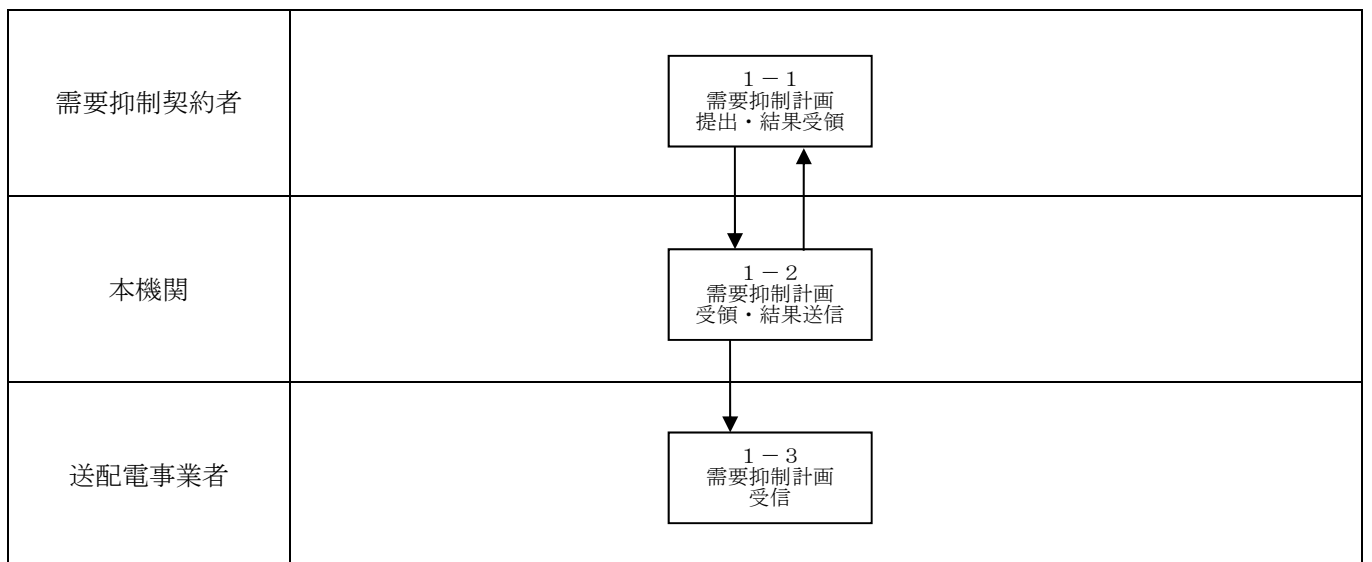 需要抑制契約者
１－１
需要抑制計画
提出・結果受領
本機関
１－２
需要抑制計画
受領・結果送信
送配電事業者
１－３
需要抑制計画
受信